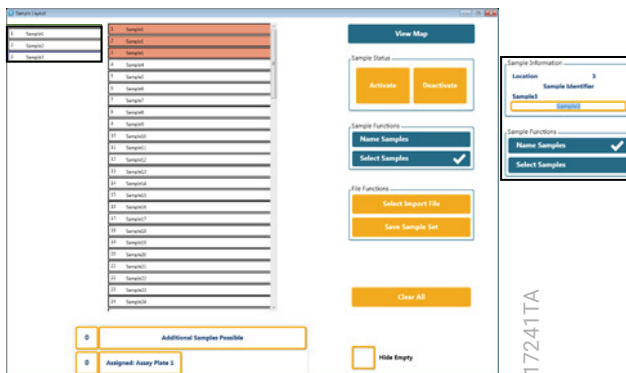 Sample Layout
1 Sample1
2 Sample2
3 Sample3
1 Sample1
2 Sample2
3 Sample3
4 Sample4
5 Sample5
6 Sample6
7 Sample7
8 Sample8
9 Sample9
10 Sample10
11 Sample11
12 Sample12
13 Sample13
14 Sample14
15 Sample15
16 Sample16
17 Sample17
18 Sample18
19 Sample19
20 Sample20
21 Sample21
22 Sample22
23 Sample23
24 Sample24
0 Additional Samples Possible
0 Assigned: Assay Plate 1
View Map
Sample Status
Activate Deactivate
Sample Functions
Name Samples
Select Samples
File Functions
Select Import File
Save Sample Set
Clear All
Hide Empty
Sample Information
Location 3
Sample Identifier
Sample3
Sample3
Sample Functions
Name Samples
Select Samples
17241TA